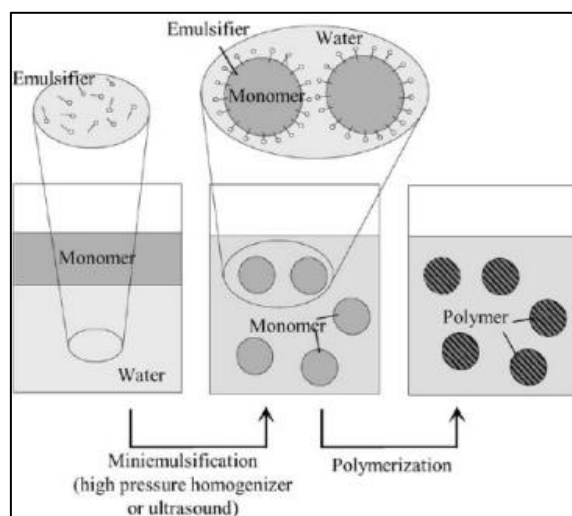 Emulsifier
Water
Emulsifier
Monomer
Monomer
Monomer
Polymer
Water
Miniemulsification
(high pressure homogenizer
or ultrasound)
Polymerization